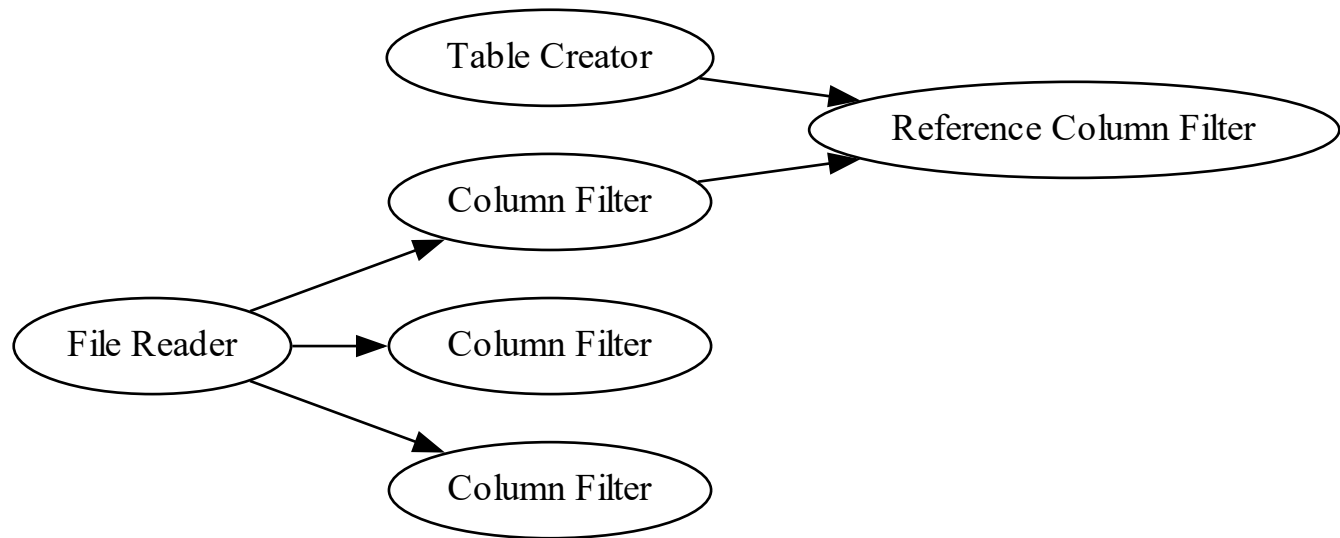 Table Creator
Reference Column Filter
Column Filter
File Reader
Column Filter
Column Filter